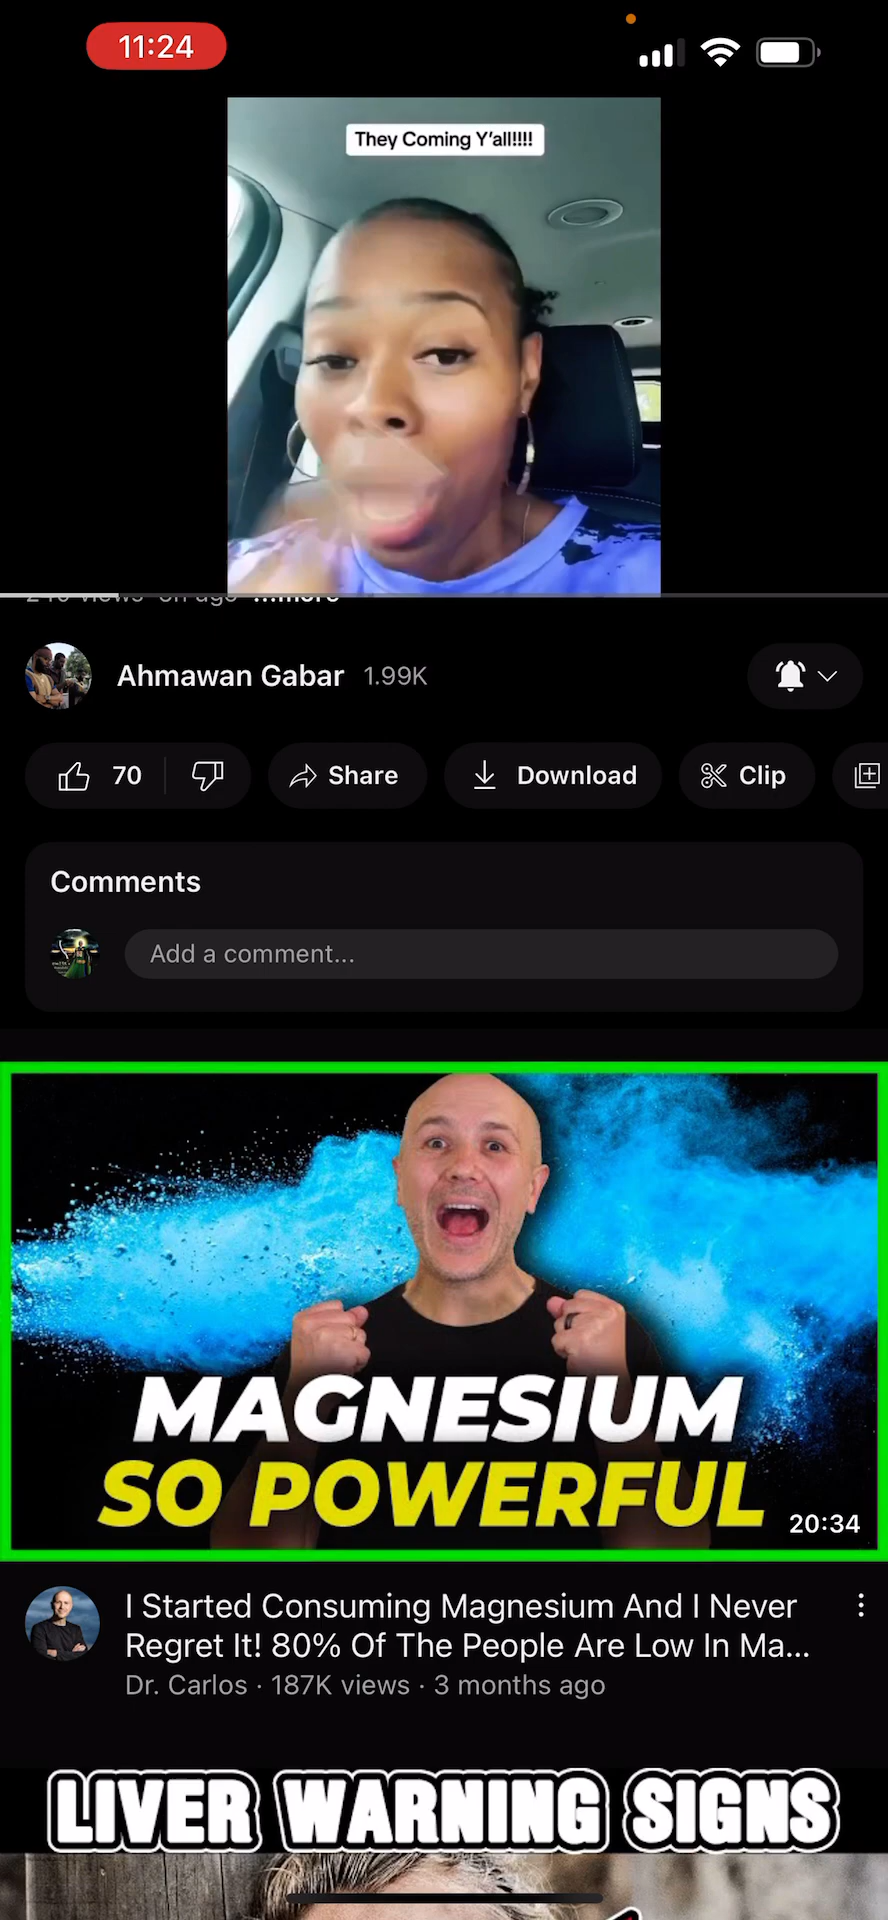 11:24
They Coming Y'all!!!!
...more
Ahmawan Gabar 1.99K
70
Share
Download
Clip
Comments
Add a comment...
MAGNESIUM
SO POWERFUL
20:34
I Started Consuming Magnesium And I Never
Regret It! 80% Of The People Are Low In Ma...
Dr. Carlos · 187K views · 3 months ago
LIVER WARNING SIGNS